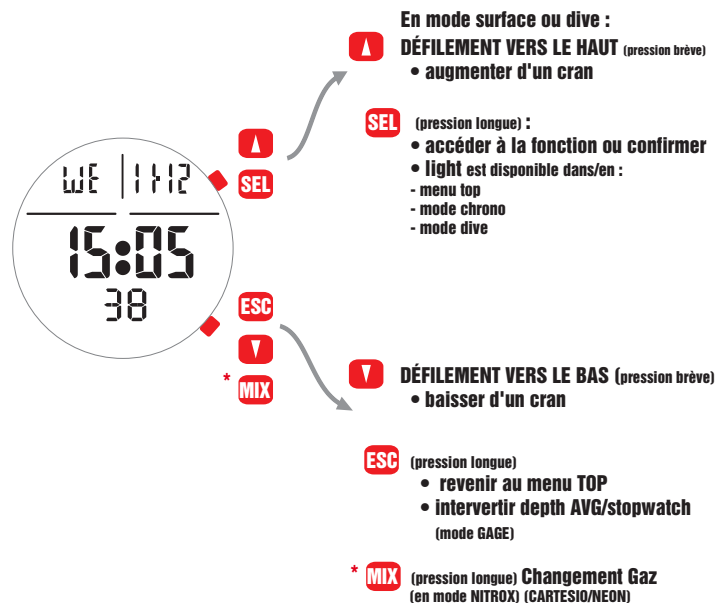 En mode surface ou dive :
DÉFILEMENT VERS LE HAUT (pression brève)
• augmenter d'un cran
SEL (pression longue) :
• accéder à la fonction ou confirmer
• light est disponible dans/en :
- menu top
- mode chrono
- mode dive
SEL
WE 11-12
15:05
38
ESC
* MIX
DÉFILEMENT VERS LE BAS (pression brève)
• baisser d'un cran
ESC (pression longue)
• revenir au menu TOP
• intervertir depth AVG/stopwatch
(mode GAGE)
* MIX (pression longue) Changement Gaz
(en mode NITROX) (CARTESIO/NEON)